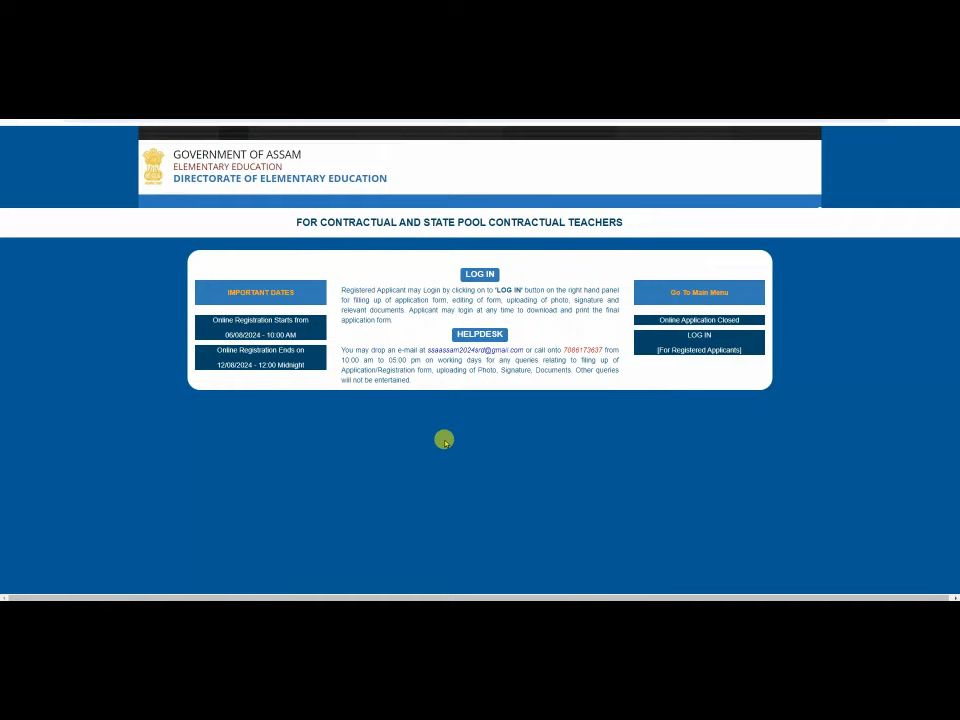 GOVERNMENT OF ASSAM
ELEMENTARY EDUCATION
DIRECTORATE OF ELEMENTARY EDUCATION
FOR CONTRACTUAL AND STATE POOL CONTRACTUAL TEACHERS
IMPORTANT DATES
Online Registration Starts from
06/08/2024 - 10:00 AM
Online Registration Ends on
12/08/2024 - 12:00 Midnight
LOG IN
Registered Applicant may Login by clicking on to 'LOG IN' button on the right hand panel
for filling up of application form, editing of form, uploading of photo, signature and
relevant documents. Applicant may login at any time to download and print the final
application form.
HELPDESK
You may drop an e-mail at ssaassam2024srd@gmail.com or call onto 7086173637 from
10:00 am to 05:00 pm on working days for any queries relating to filing up of
Application/Registration form, uploading of Photo, Signature, Documents. Other queries
will not be entertained.
Go To Main Menu
Online Application Closed
LOG IN
[For Registered Applicants]